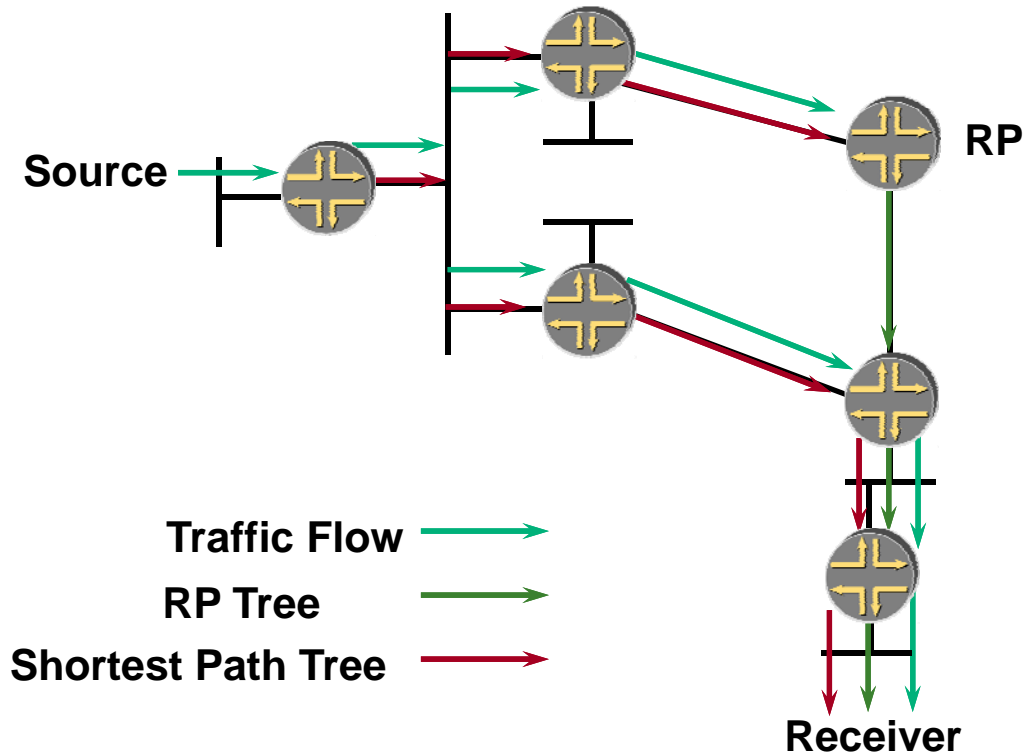 Source
RP
Traffic Flow
RP Tree
Shortest Path Tree
Receiver